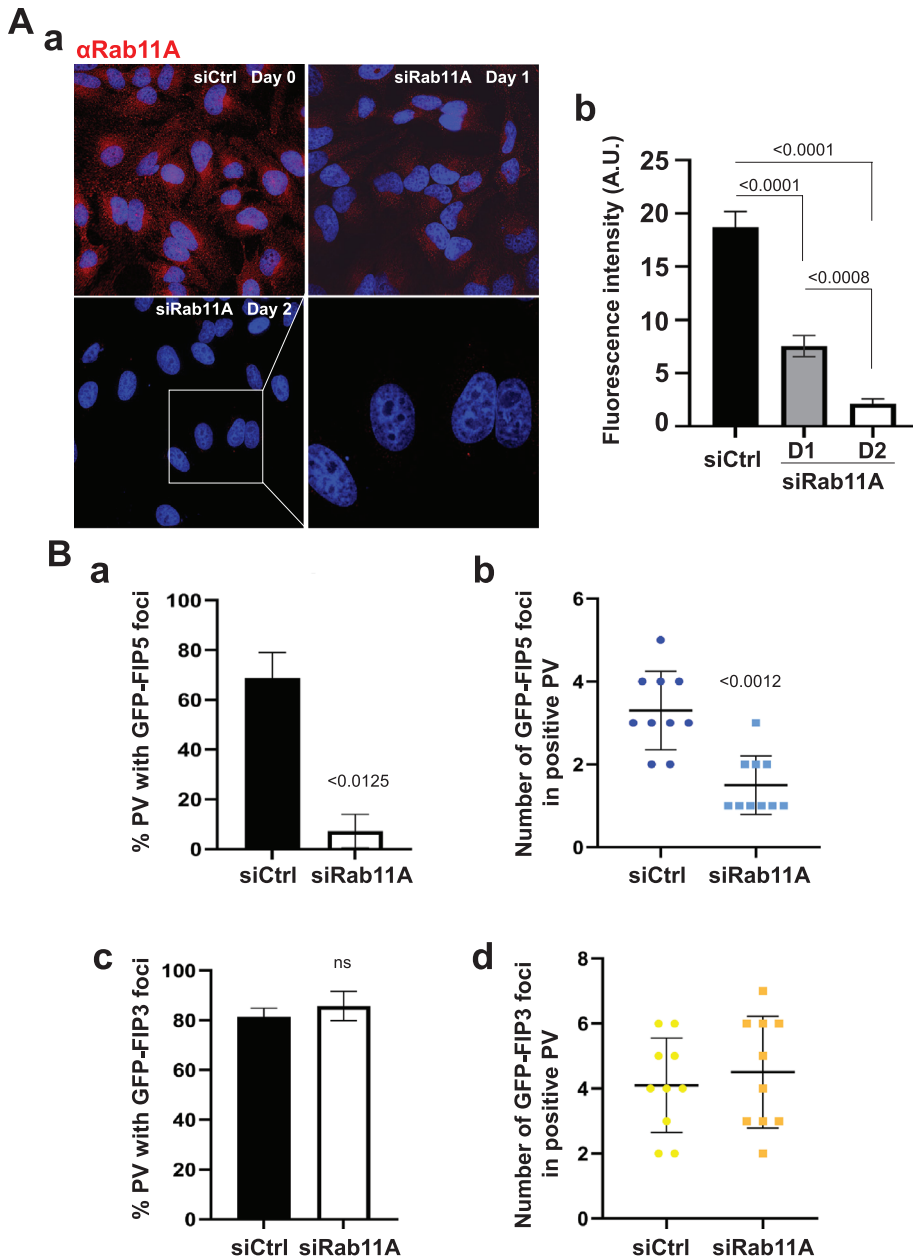 A
a
αRab11A
siCtrl Day 0
siRab11A Day 1
siRab11A Day 2
b
Fluorescence intensity (A.U.)
25
20
15
10
5
0
<0.0001
<0.0001
<0.0008
siCtrl
D1
D2
siRab11A
B
a
% PV with GFP-FIP5 foci
100
80
60
40
20
0
<0.0125
siCtrl
siRab11A
b
Number of GFP-FIP5 foci
in positive PV
6
4
2
0
<0.0012
siCtrl
siRab11A
c
% PV with GFP-FIP3 foci
100
80
60
40
20
0
ns
siCtrl
siRab11A
d
Number of GFP-FIP3 foci
in positive PV
8
6
4
2
0
siCtrl
siRab11A